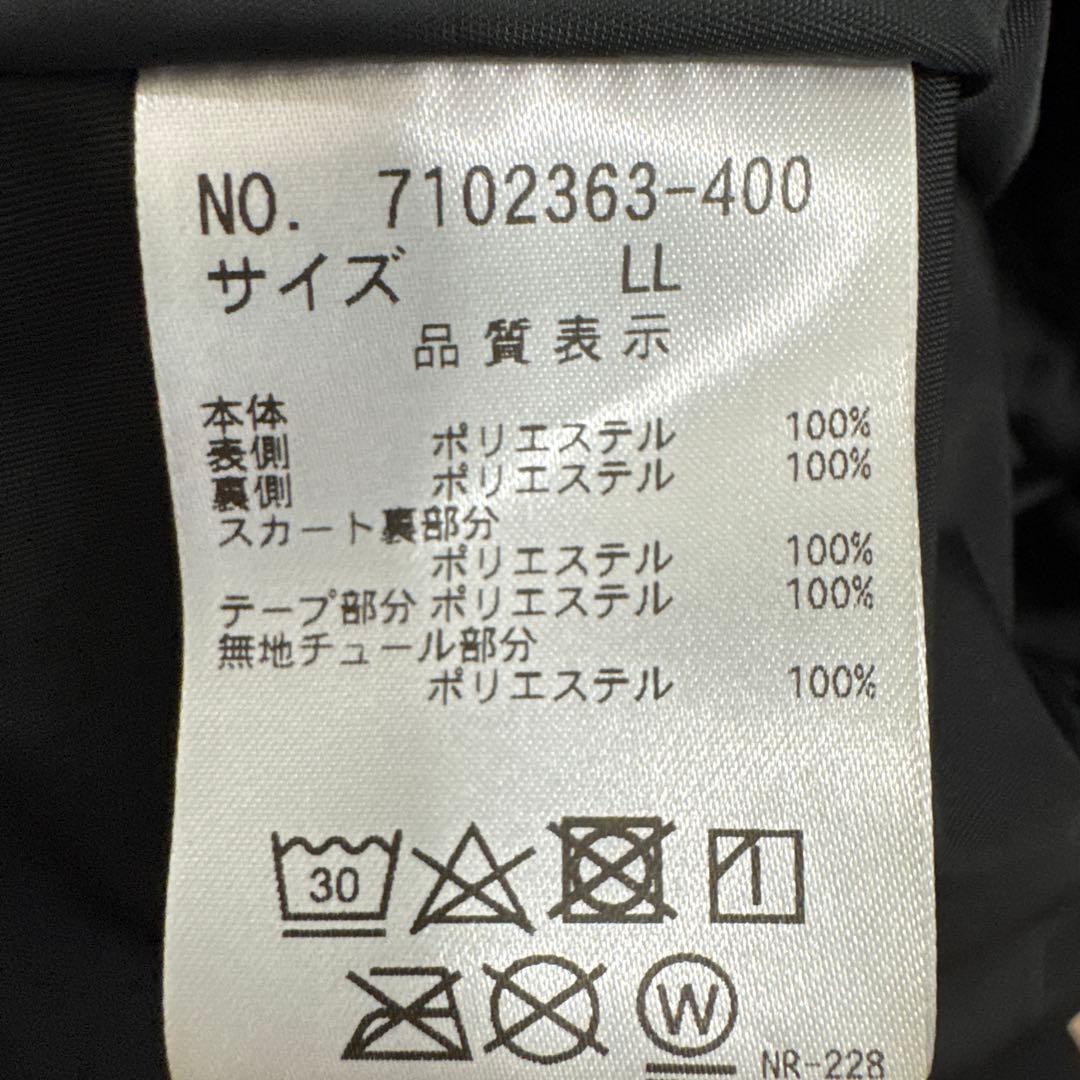 NO. 7102363-400
サイズ LL
品質表示
本体
表側 ポリエステル 100%
裏側 ポリエステル 100%
スカート裏部分
ポリエステル 100%
テープ部分 ポリエステル 100%
無地チュール部分
ポリエステル 100%
30
W
NR-228